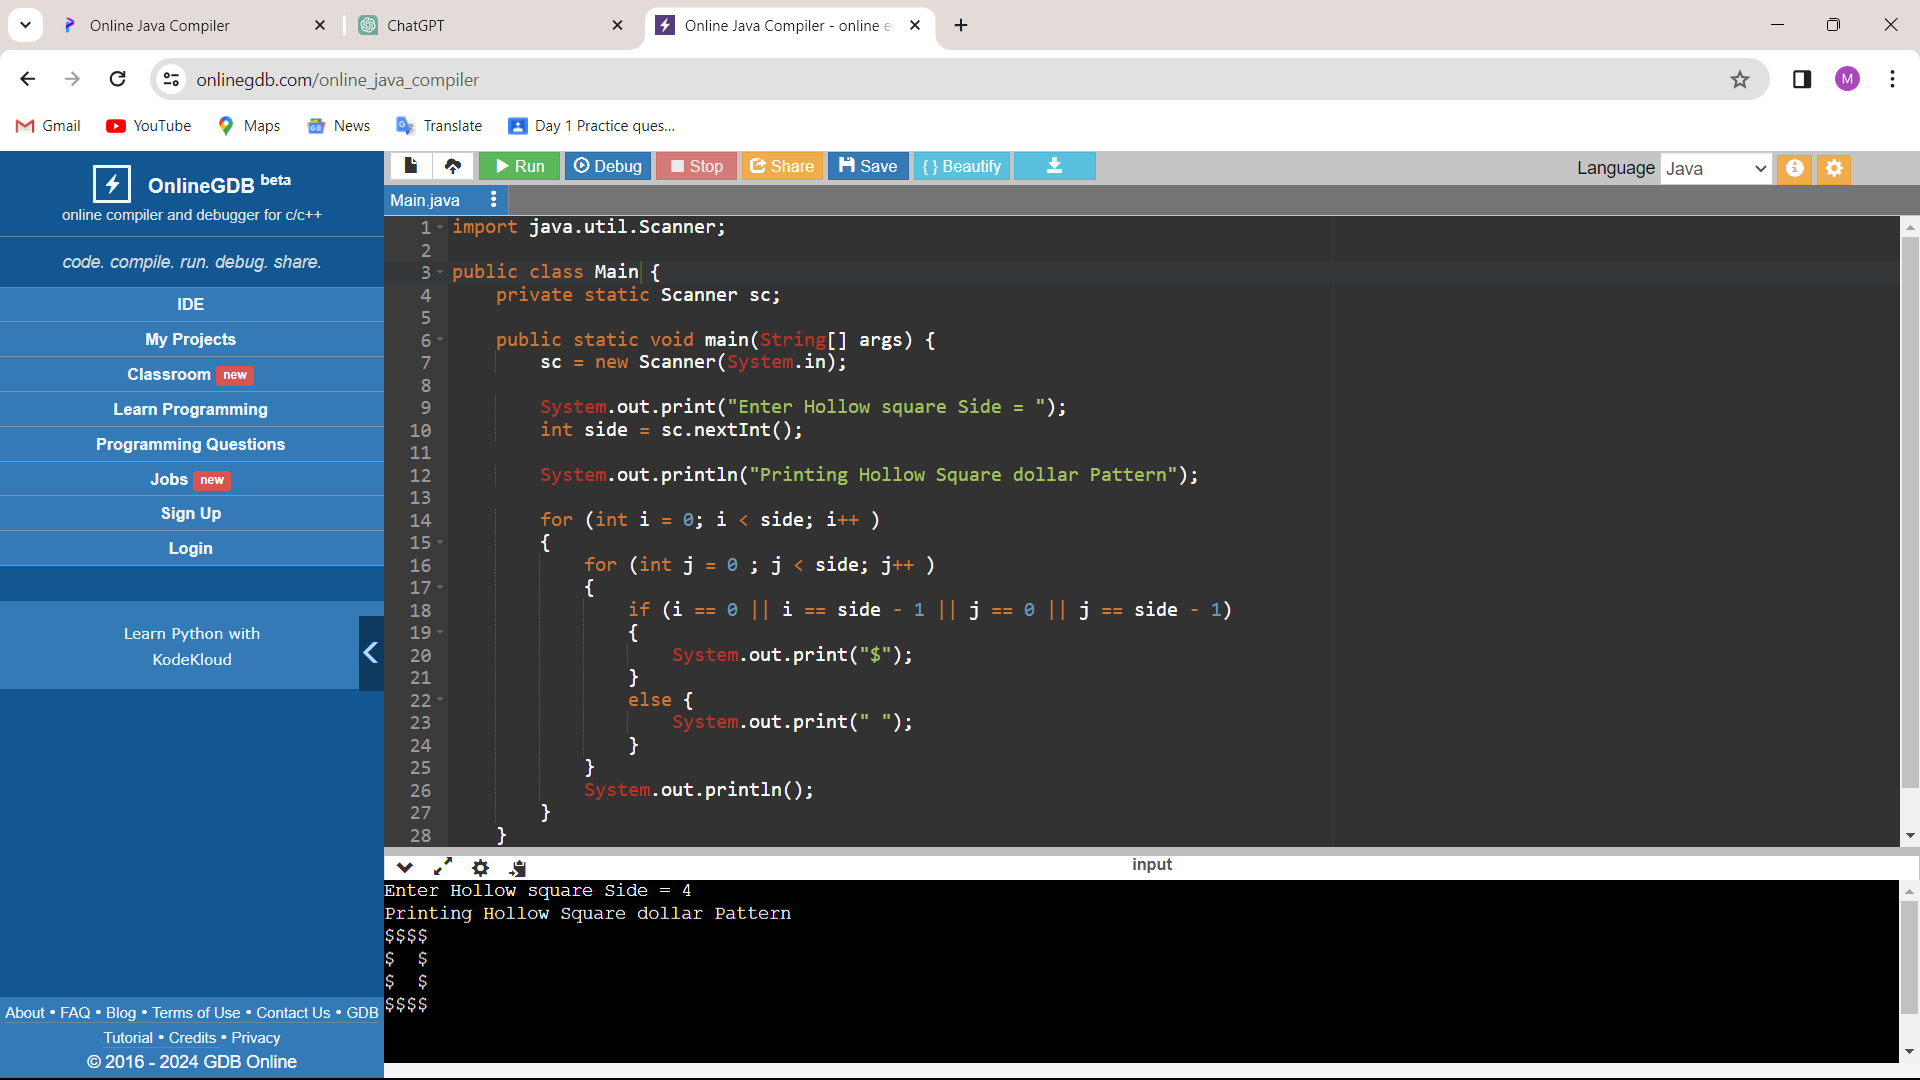 Online Java Compiler
ChatGPT
Online Java Compiler - online e
onlinegdb.com/online_java_compiler
M
Gmail
YouTube
Maps
News
Translate
Day 1 Practice ques...
OnlineGDB beta
online compiler and debugger for c/c++
code. compile. run. debug. share.
IDE
My Projects
Classroom new
Learn Programming
Programming Questions
Jobs new
Sign Up
Login
Learn Python with
KodeKloud
About • FAQ • Blog • Terms of Use • Contact Us • GDB
Tutorial • Credits • Privacy
© 2016 - 2024 GDB Online
Run
Debug
Stop
Share
Save
{ } Beautify
Language Java
Main.java
1 import java.util.Scanner;
2
3 public class Main {
4     private static Scanner sc;
5
6     public static void main(String[] args) {
7         sc = new Scanner(System.in);
8
9         System.out.print("Enter Hollow square Side = ");
10         int side = sc.nextInt();
11
12         System.out.println("Printing Hollow Square dollar Pattern");
13
14         for (int i = 0; i < side; i++ )
15         {
16             for (int j = 0 ; j < side; j++ )
17             {
18                 if (i == 0 || i == side - 1 || j == 0 || j == side - 1)
19                 {
20                     System.out.print("$");
21                 }
22                 else {
23                     System.out.print(" ");
24                 }
25             }
26             System.out.println();
27         }
28     }
input
Enter Hollow square Side = 4
Printing Hollow Square dollar Pattern
$$$$
$  $
$  $
$$$$